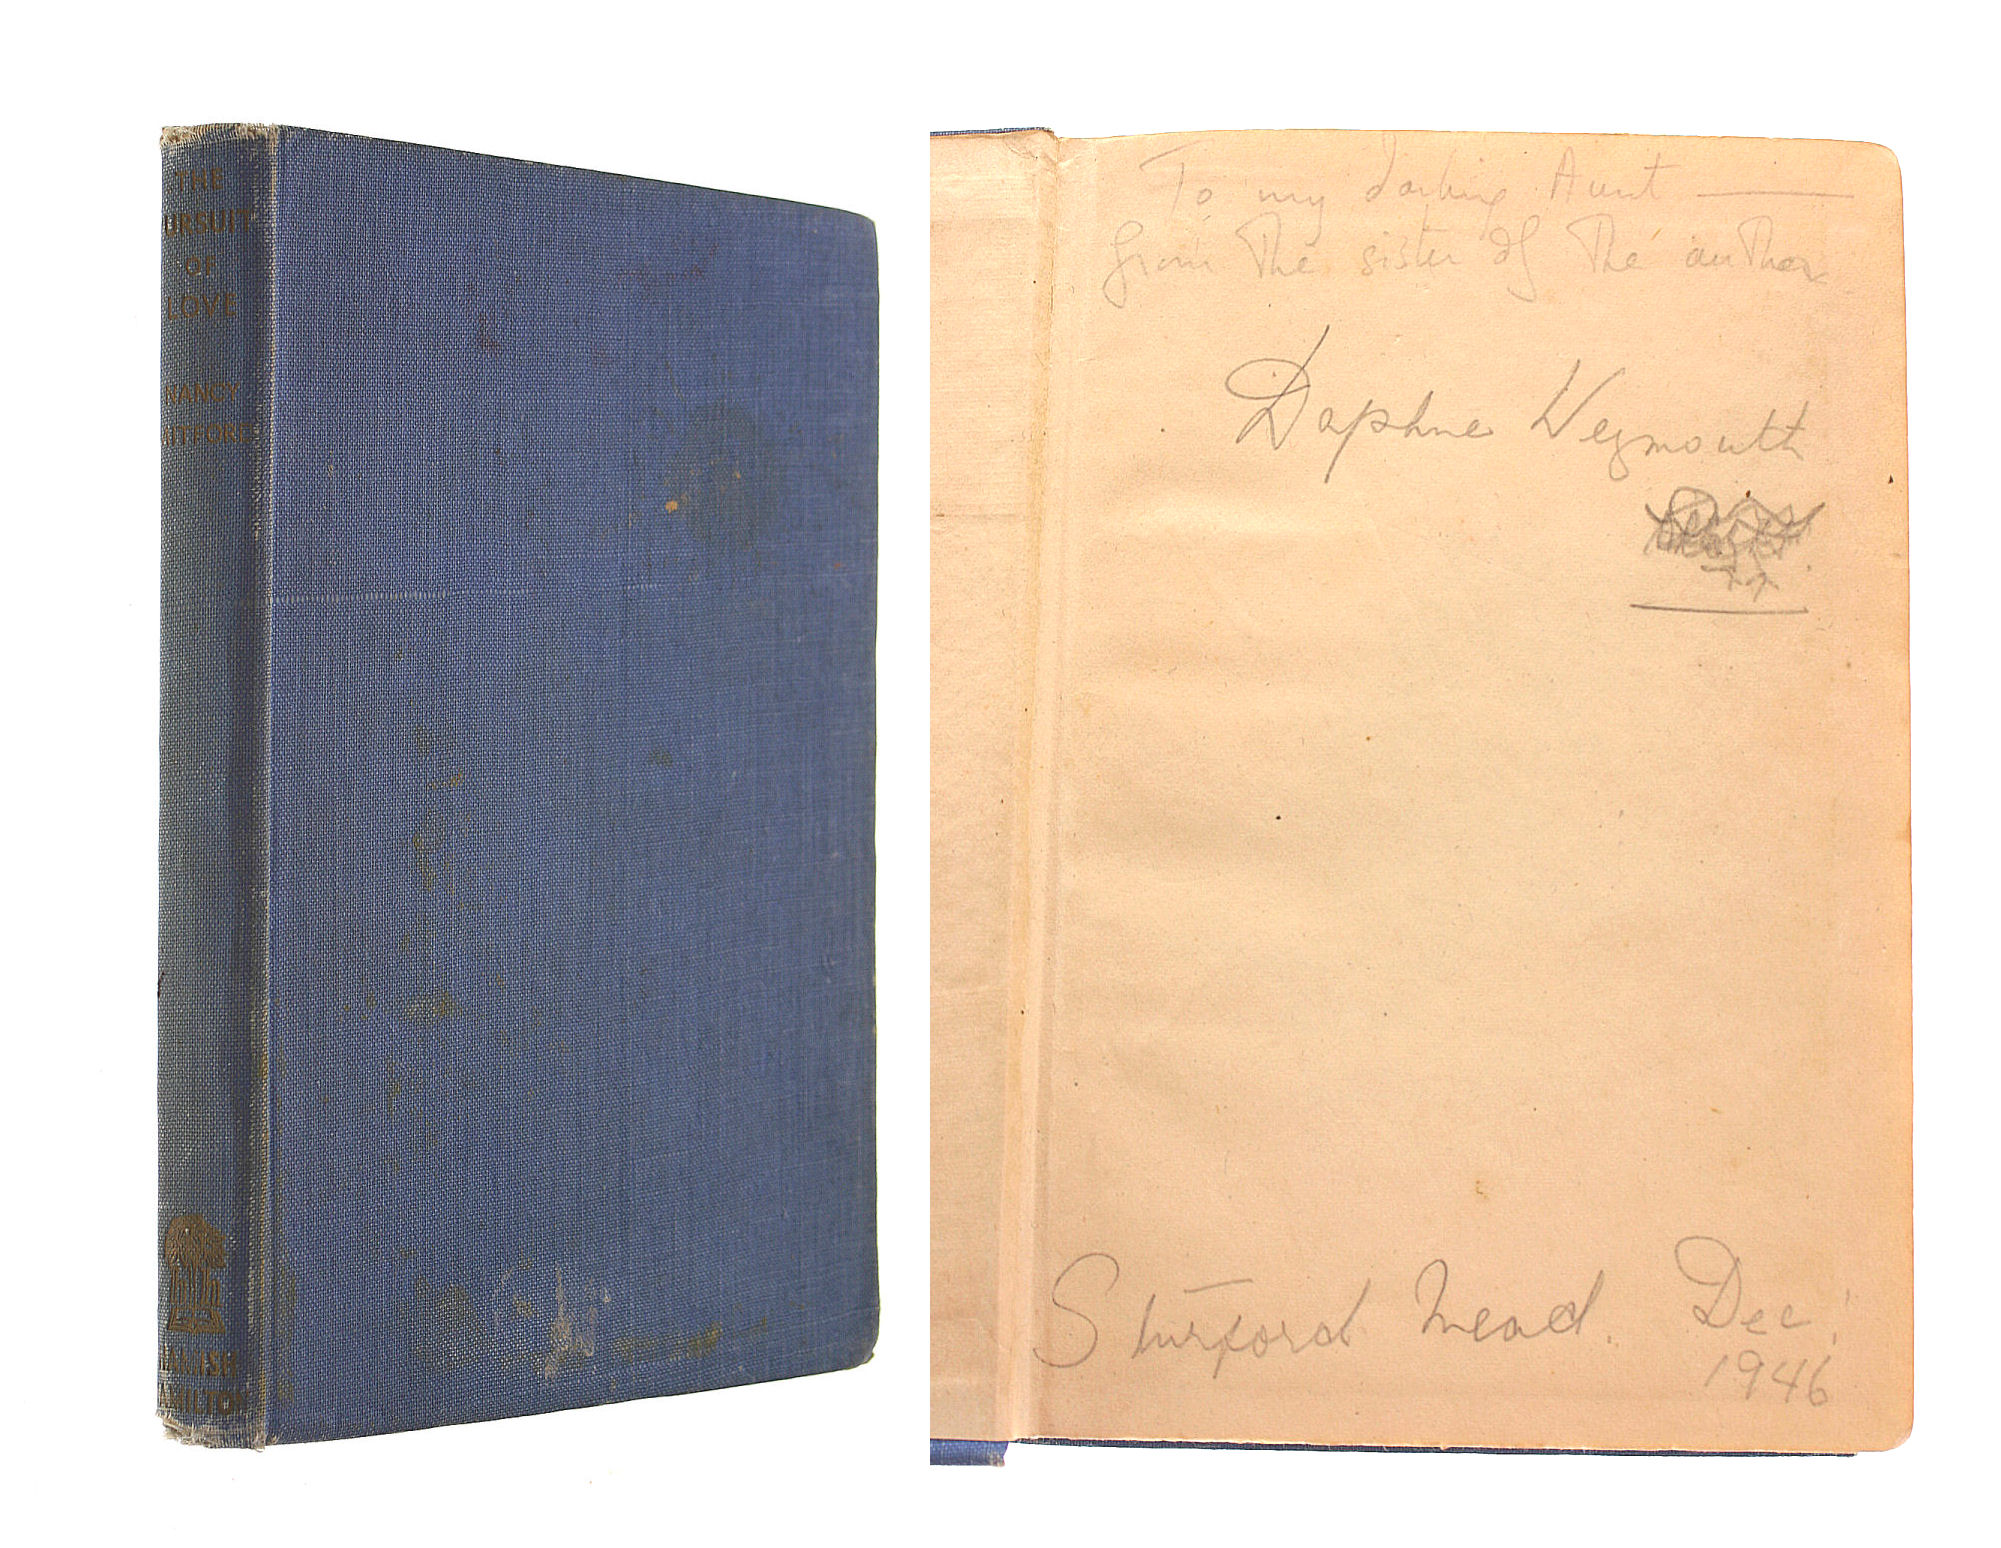 THE
PURSUIT
OF
LOVE
NANCY
MITFORD
HAMISH
HAMILTON
To my darling Aunt —
from the sister of the author.
Daphne Weymouth
Sturford Mead. Dec:
1946